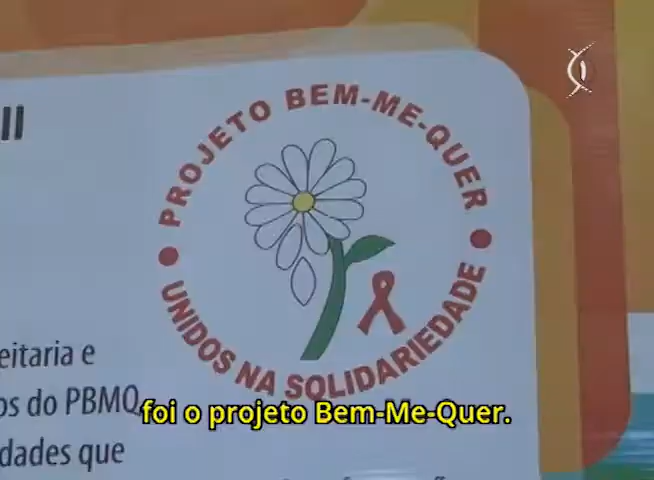 II
PROJETO BEM-ME-QUER
UNIDOS NA SOLIDARIEDADE
eitaria e
os do PBMQ
dades que
foi o projeto Bem-Me-Quer.